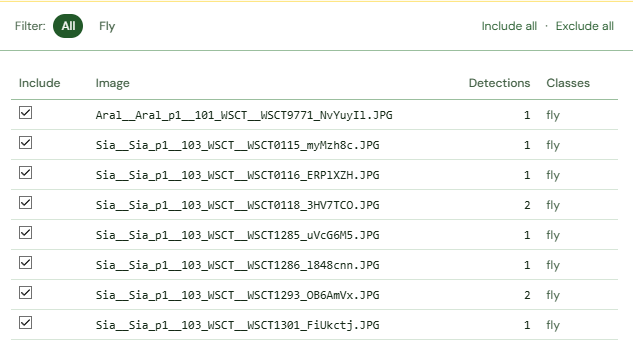 Filter: All Fly Include all · Exclude all
Include Image Detections Classes
Aral__Aral_p1__101_WSCT__WSCT9771_NvYuyIl.JPG 1 fly
Sia__Sia_p1__103_WSCT__WSCT0115_myMzh8c.JPG 1 fly
Sia__Sia_p1__103_WSCT__WSCT0116_ERPlXZH.JPG 1 fly
Sia__Sia_p1__103_WSCT__WSCT0118_3HV7TCO.JPG 2 fly
Sia__Sia_p1__103_WSCT__WSCT1285_uVcG6M5.JPG 1 fly
Sia__Sia_p1__103_WSCT__WSCT1286_l848cnn.JPG 1 fly
Sia__Sia_p1__103_WSCT__WSCT1293_OB6AmVx.JPG 2 fly
Sia__Sia_p1__103_WSCT__WSCT1301_FiUkctj.JPG 1 fly